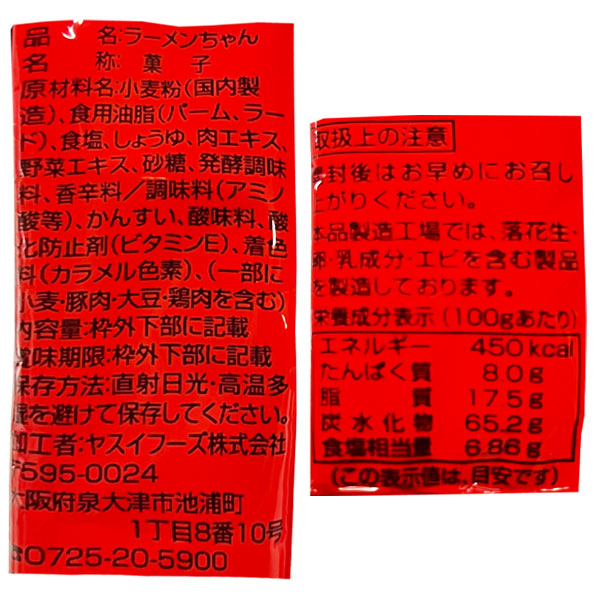 品 名:ラーメンちゃん
名 称:菓子
原材料名:小麦粉(国内製
造)、食用油脂(パーム、ラー
ド)、食塩、しょうゆ、肉エキス、
野菜エキス、砂糖、発酵調味
料、香辛料/調味料(アミノ
酸等)、かんすい、酸味料、酸
化防止剤(ビタミンE)、着色
料(カラメル色素)、(一部に
小麦・豚肉・大豆・鶏肉を含む)
内容量:枠外下部に記載
賞味期限:枠外下部に記載
保存方法:直射日光・高温多
湿を避けて保存してください。
加工者:ヤスイフーズ株式会社
〒595-0024
大阪府泉大津市池浦町
1丁目8番10号
☎0725-20-5900
取扱上の注意
開封後はお早めにお召し
上がりください。
本品製造工場では、落花生・
卵・乳成分・エビを含む製品
を製造しております。
栄養成分表示(100gあたり)
エネルギー 450kcal
たんぱく質 8.0g
脂質 17.5g
炭水化物 65.2g
食塩相当量 6.86g
(この表示値は、目安です)